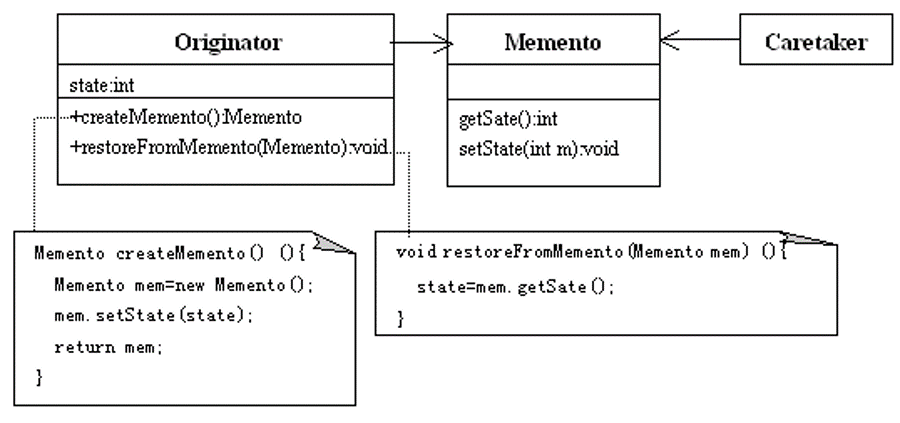 Originator
state:int
+createMemento():Memento
+restoreFromMemento(Memento):void
Memento
getSate():int
setState(int m):void
Caretaker
Memento createMemento() (){
Memento mem=new Memento();
mem.setState(state);
return mem;
}
void restoreFromMemento(Memento mem) (){
state=mem.getSate();
}